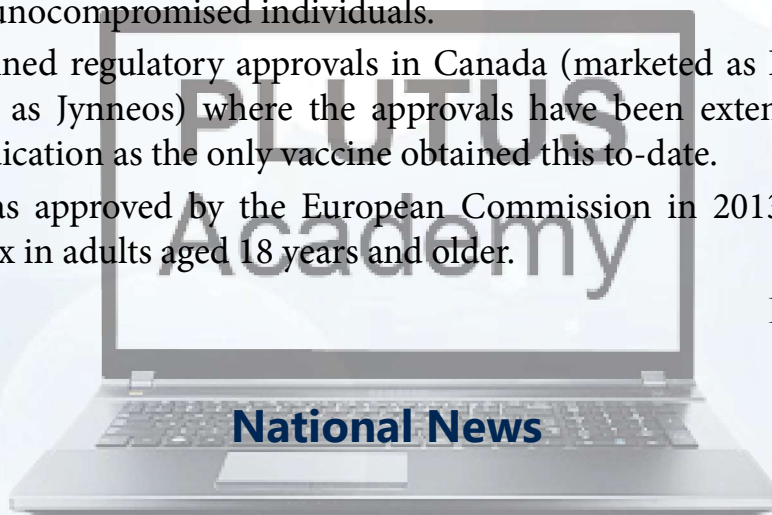 unocompromised individuals.
ined regulatory approvals in Canada (marketed as
as Jynneos) where the approvals have been exten
dication as the only vaccine obtained this to-date.
as approved by the European Commission in 2013
x in adults aged 18 years and older.
PLUTUS
Academy
National News